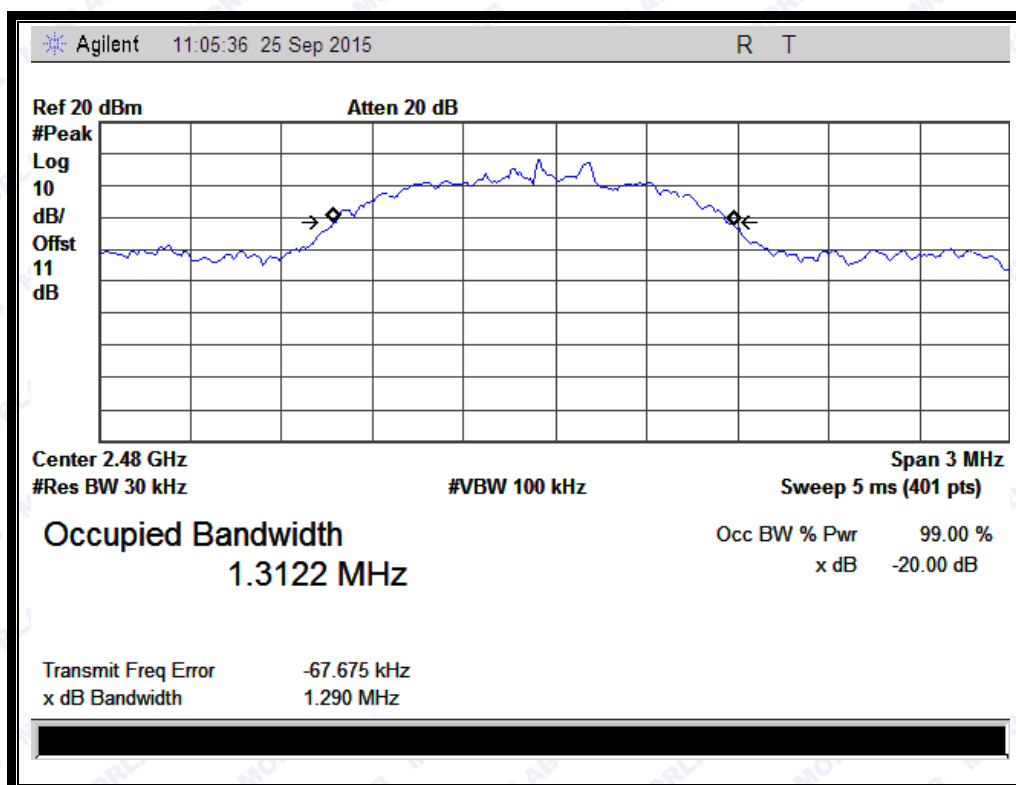 Agilent 11:05:36 25 Sep 2015 R T
Ref 20 dBm Atten 20 dB
#Peak
Log
10
dB/
Offst
11
dB
Center 2.48 GHz Span 3 MHz
#Res BW 30 kHz #VBW 100 kHz Sweep 5 ms (401 pts)
Occupied Bandwidth
1.3122 MHz
Occ BW % Pwr 99.00 %
x dB -20.00 dB
Transmit Freq Error -67.675 kHz
x dB Bandwidth 1.290 MHz